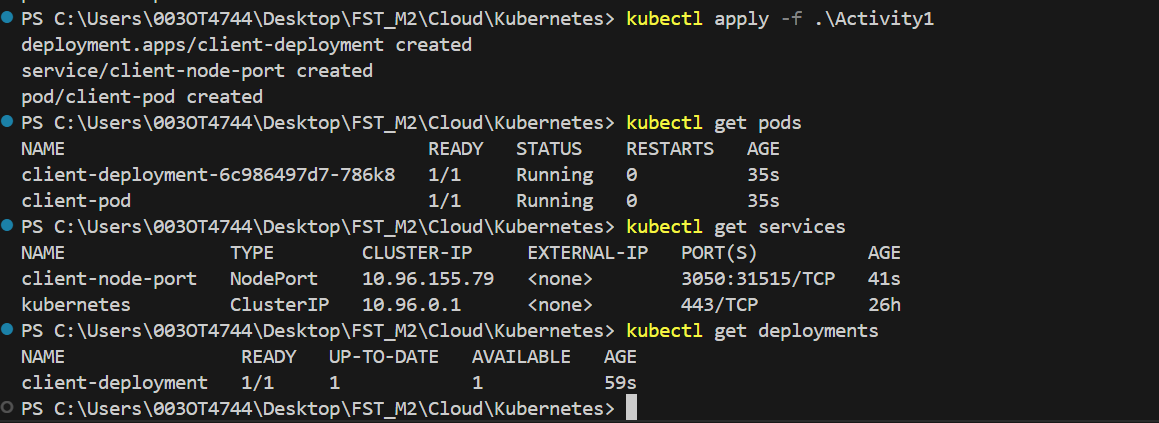 PS C:\Users\003OT4744\Desktop\FST_M2\Cloud\Kubernetes> kubectl apply -f .\Activity1
deployment.apps/client-deployment created
service/client-node-port created
pod/client-pod created
PS C:\Users\003OT4744\Desktop\FST_M2\Cloud\Kubernetes> kubectl get pods
NAME                                 READY   STATUS    RESTARTS   AGE
client-deployment-6c986497d7-786k8   1/1     Running   0          35s
client-pod                           1/1     Running   0          35s
PS C:\Users\003OT4744\Desktop\FST_M2\Cloud\Kubernetes> kubectl get services
NAME               TYPE        CLUSTER-IP      EXTERNAL-IP   PORT(S)          AGE
client-node-port   NodePort    10.96.155.79    <none>        3050:31515/TCP   41s
kubernetes         ClusterIP   10.96.0.1       <none>        443/TCP          26h
PS C:\Users\003OT4744\Desktop\FST_M2\Cloud\Kubernetes> kubectl get deployments
NAME                READY   UP-TO-DATE   AVAILABLE   AGE
client-deployment   1/1     1            1           59s
PS C:\Users\003OT4744\Desktop\FST_M2\Cloud\Kubernetes>